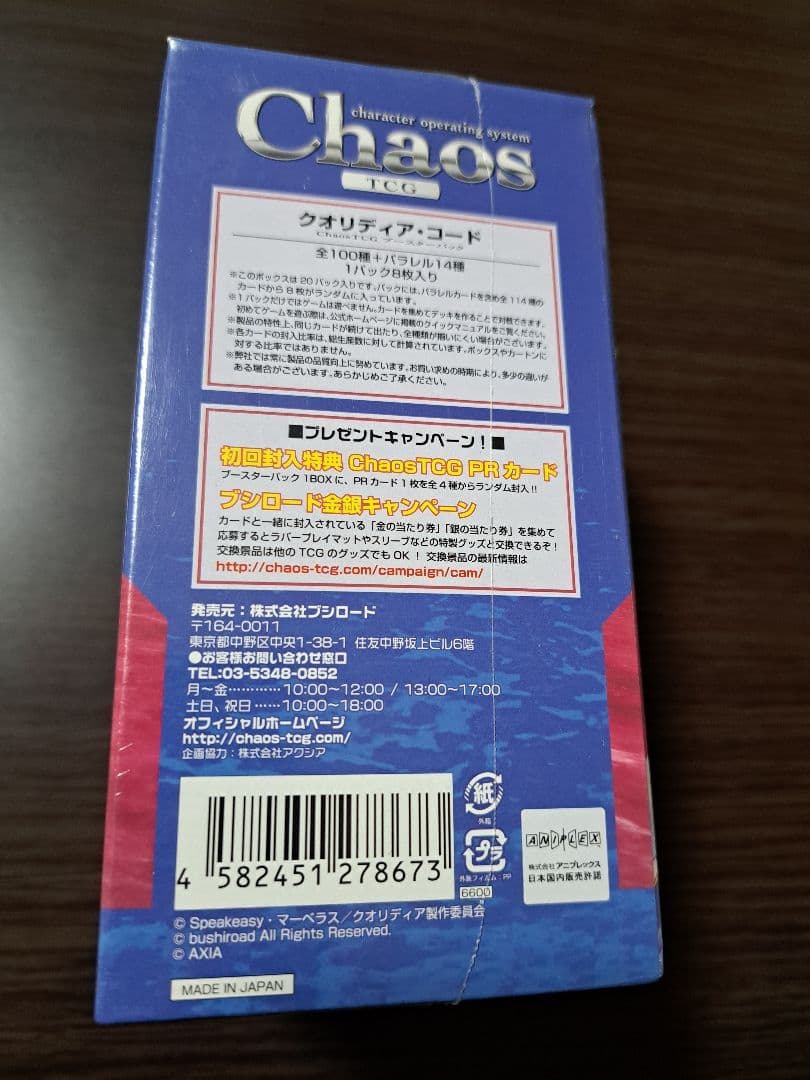 character operating system
Chaos
TCG
クオリディア・コード
ChaosTCG ブースターパック
全100種＋パラレル14種
1パック8枚入り
※このボックスは20パック入りです。パックには、パラレルカードを含め全114種の
カードから8枚がランダムに入っています。
※1パックだけではゲームは遊べません。カードを集めてデッキを作ることで対戦できます。
初めてゲームを遊ぶ際は、公式ホームページに掲載のクイックマニュアルをご覧ください。
※製品の特性上、同じカードが続けて出たり、全種類が揃いにくい場合がございます。
※各カードの封入比率は、総生産数に対して計算されています。ボックスやカートンに
対する比率ではありません。
※弊社では常に製品の品質向上に努めています。お買い求めの時期により、多少の違いが
ある場合がございます。あらかじめご了承ください。
■プレゼントキャンペーン！■
初回封入特典 ChaosTCG PRカード
ブースターパック1BOXに、PRカード1枚を全4種からランダム封入!!
ブシロード金銀キャンペーン
カードと一緒に封入されている「金の当たり券」「銀の当たり券」を集めて
応募するとラバープレイマットやスリーブなどの特製グッズと交換できるぞ！
交換景品は他のTCGのグッズでもOK！ 交換景品の最新情報は
http://chaos-tcg.com/campaign/cam/
発売元：株式会社ブシロード
〒164-0011
東京都中野区中央1-38-1 住友中野坂上ビル6階
●お客様お問い合わせ窓口
TEL:03-5348-0852
月～金…………10:00～12:00 / 13:00～17:00
土日、祝日……10:00～18:00
オフィシャルホームページ
http://chaos-tcg.com/
企画協力：株式会社アクシア
紙
外箱
プラ
外装フィルム：PP
6600
ANIPLEX
株式会社アニプレックス
日本国内販売許諾
4 582451 278673
© Speakeasy・マーベラス／クオリディア製作委員会
© bushiroad All Rights Reserved.
© AXIA
MADE IN JAPAN